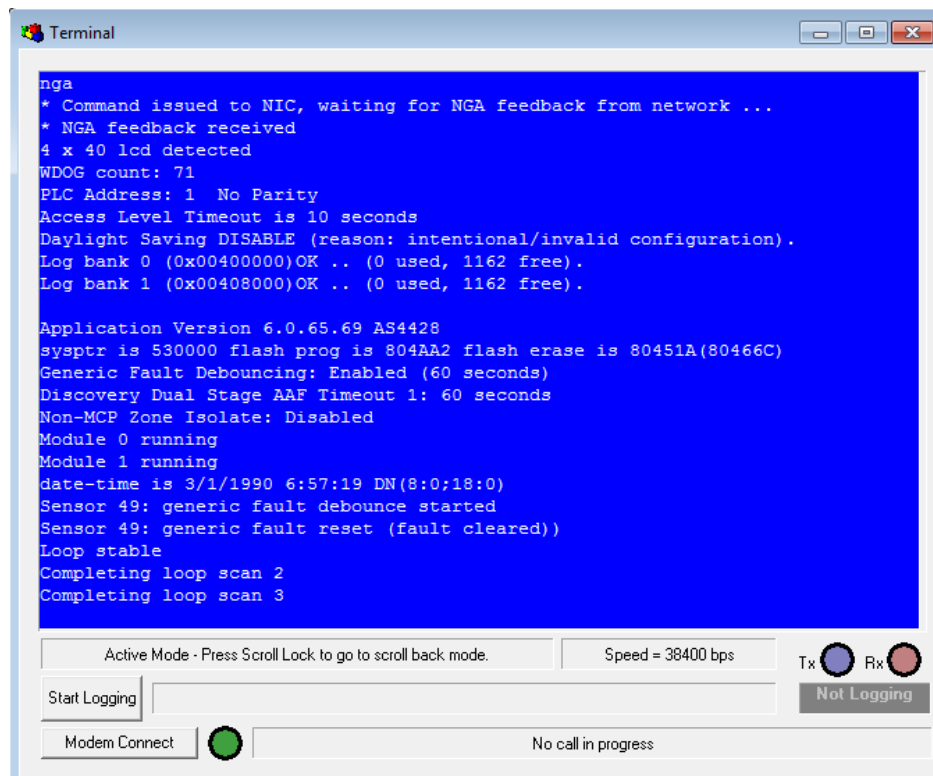 Terminal
nga
* Command issued to NIC, waiting for NGA feedback from network ...
* NGA feedback received
4 x 40 lcd detected
WDOG count: 71
PLC Address: 1  No Parity
Access Level Timeout is 10 seconds
Daylight Saving DISABLE (reason: intentional/invalid configuration).
Log bank 0 (0x00400000)OK .. (0 used, 1162 free).
Log bank 1 (0x00408000)OK .. (0 used, 1162 free).
Application Version 6.0.65.69 AS4428
sysptr is 530000 flash prog is 804AA2 flash erase is 80451A(80466C)
Generic Fault Debouncing: Enabled (60 seconds)
Discovery Dual Stage AAF Timeout 1: 60 seconds
Non-MCP Zone Isolate: Disabled
Module 0 running
Module 1 running
date-time is 3/1/1990 6:57:19 DN(8:0;18:0)
Sensor 49: generic fault debounce started
Sensor 49: generic fault reset (fault cleared))
Loop stable
Completing loop scan 2
Completing loop scan 3
Active Mode - Press Scroll Lock to go to scroll back mode.
Speed = 38400 bps
Tx
Rx
Start Logging
Not Logging
Modem Connect
No call in progress